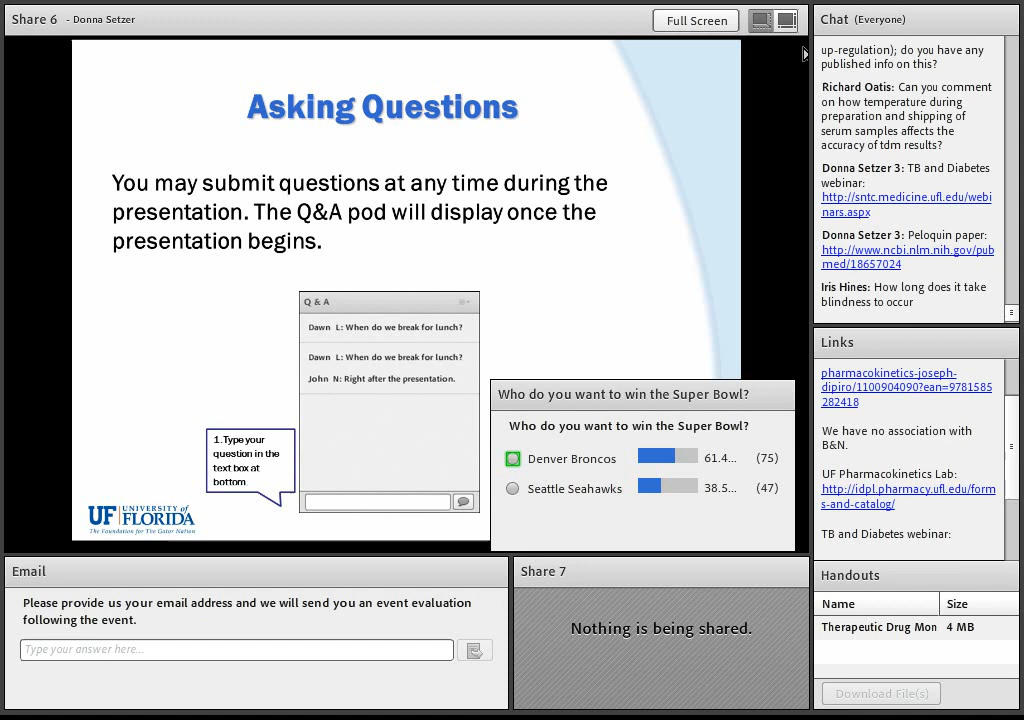 Share 6 - Donna Setzer
Full Screen
Asking Questions
You may submit questions at any time during the
presentation. The Q&A pod will display once the
presentation begins.
Q & A
Dawn L: When do we break for lunch?
Dawn L: When do we break for lunch?
John N: Right after the presentation.
1.Type your
question in the
text box at
bottom.
UF UNIVERSITY of
FLORIDA
The Foundation for The Gator Nation
Who do you want to win the Super Bowl?
Who do you want to win the Super Bowl?
Denver Broncos 61.4... (75)
Seattle Seahawks 38.5... (47)
Email
Please provide us your email address and we will send you an event evaluation
following the event.
Type your answer here...
Share 7
Nothing is being shared.
Chat (Everyone)
up-regulation); do you have any
published info on this?
Richard Oatis: Can you comment
on how temperature during
preparation and shipping of
serum samples affects the
accuracy of tdm results?
Donna Setzer 3: TB and Diabetes
webinar:
http://sntc.medicine.ufl.edu/webi
nars.aspx
Donna Setzer 3: Peloquin paper:
http://www.ncbi.nlm.nih.gov/pub
med/18657024
Iris Hines: How long does it take
blindness to occur
Links
pharmacokinetics-joseph-
dipiro/1100904090?ean=9781585
282418
We have no association with
B&N.
UF Pharmacokinetics Lab:
http://idpl.pharmacy.ufl.edu/form
s-and-catalog/
TB and Diabetes webinar:
Handouts
Name Size
Therapeutic Drug Mon 4 MB
Download File(s)